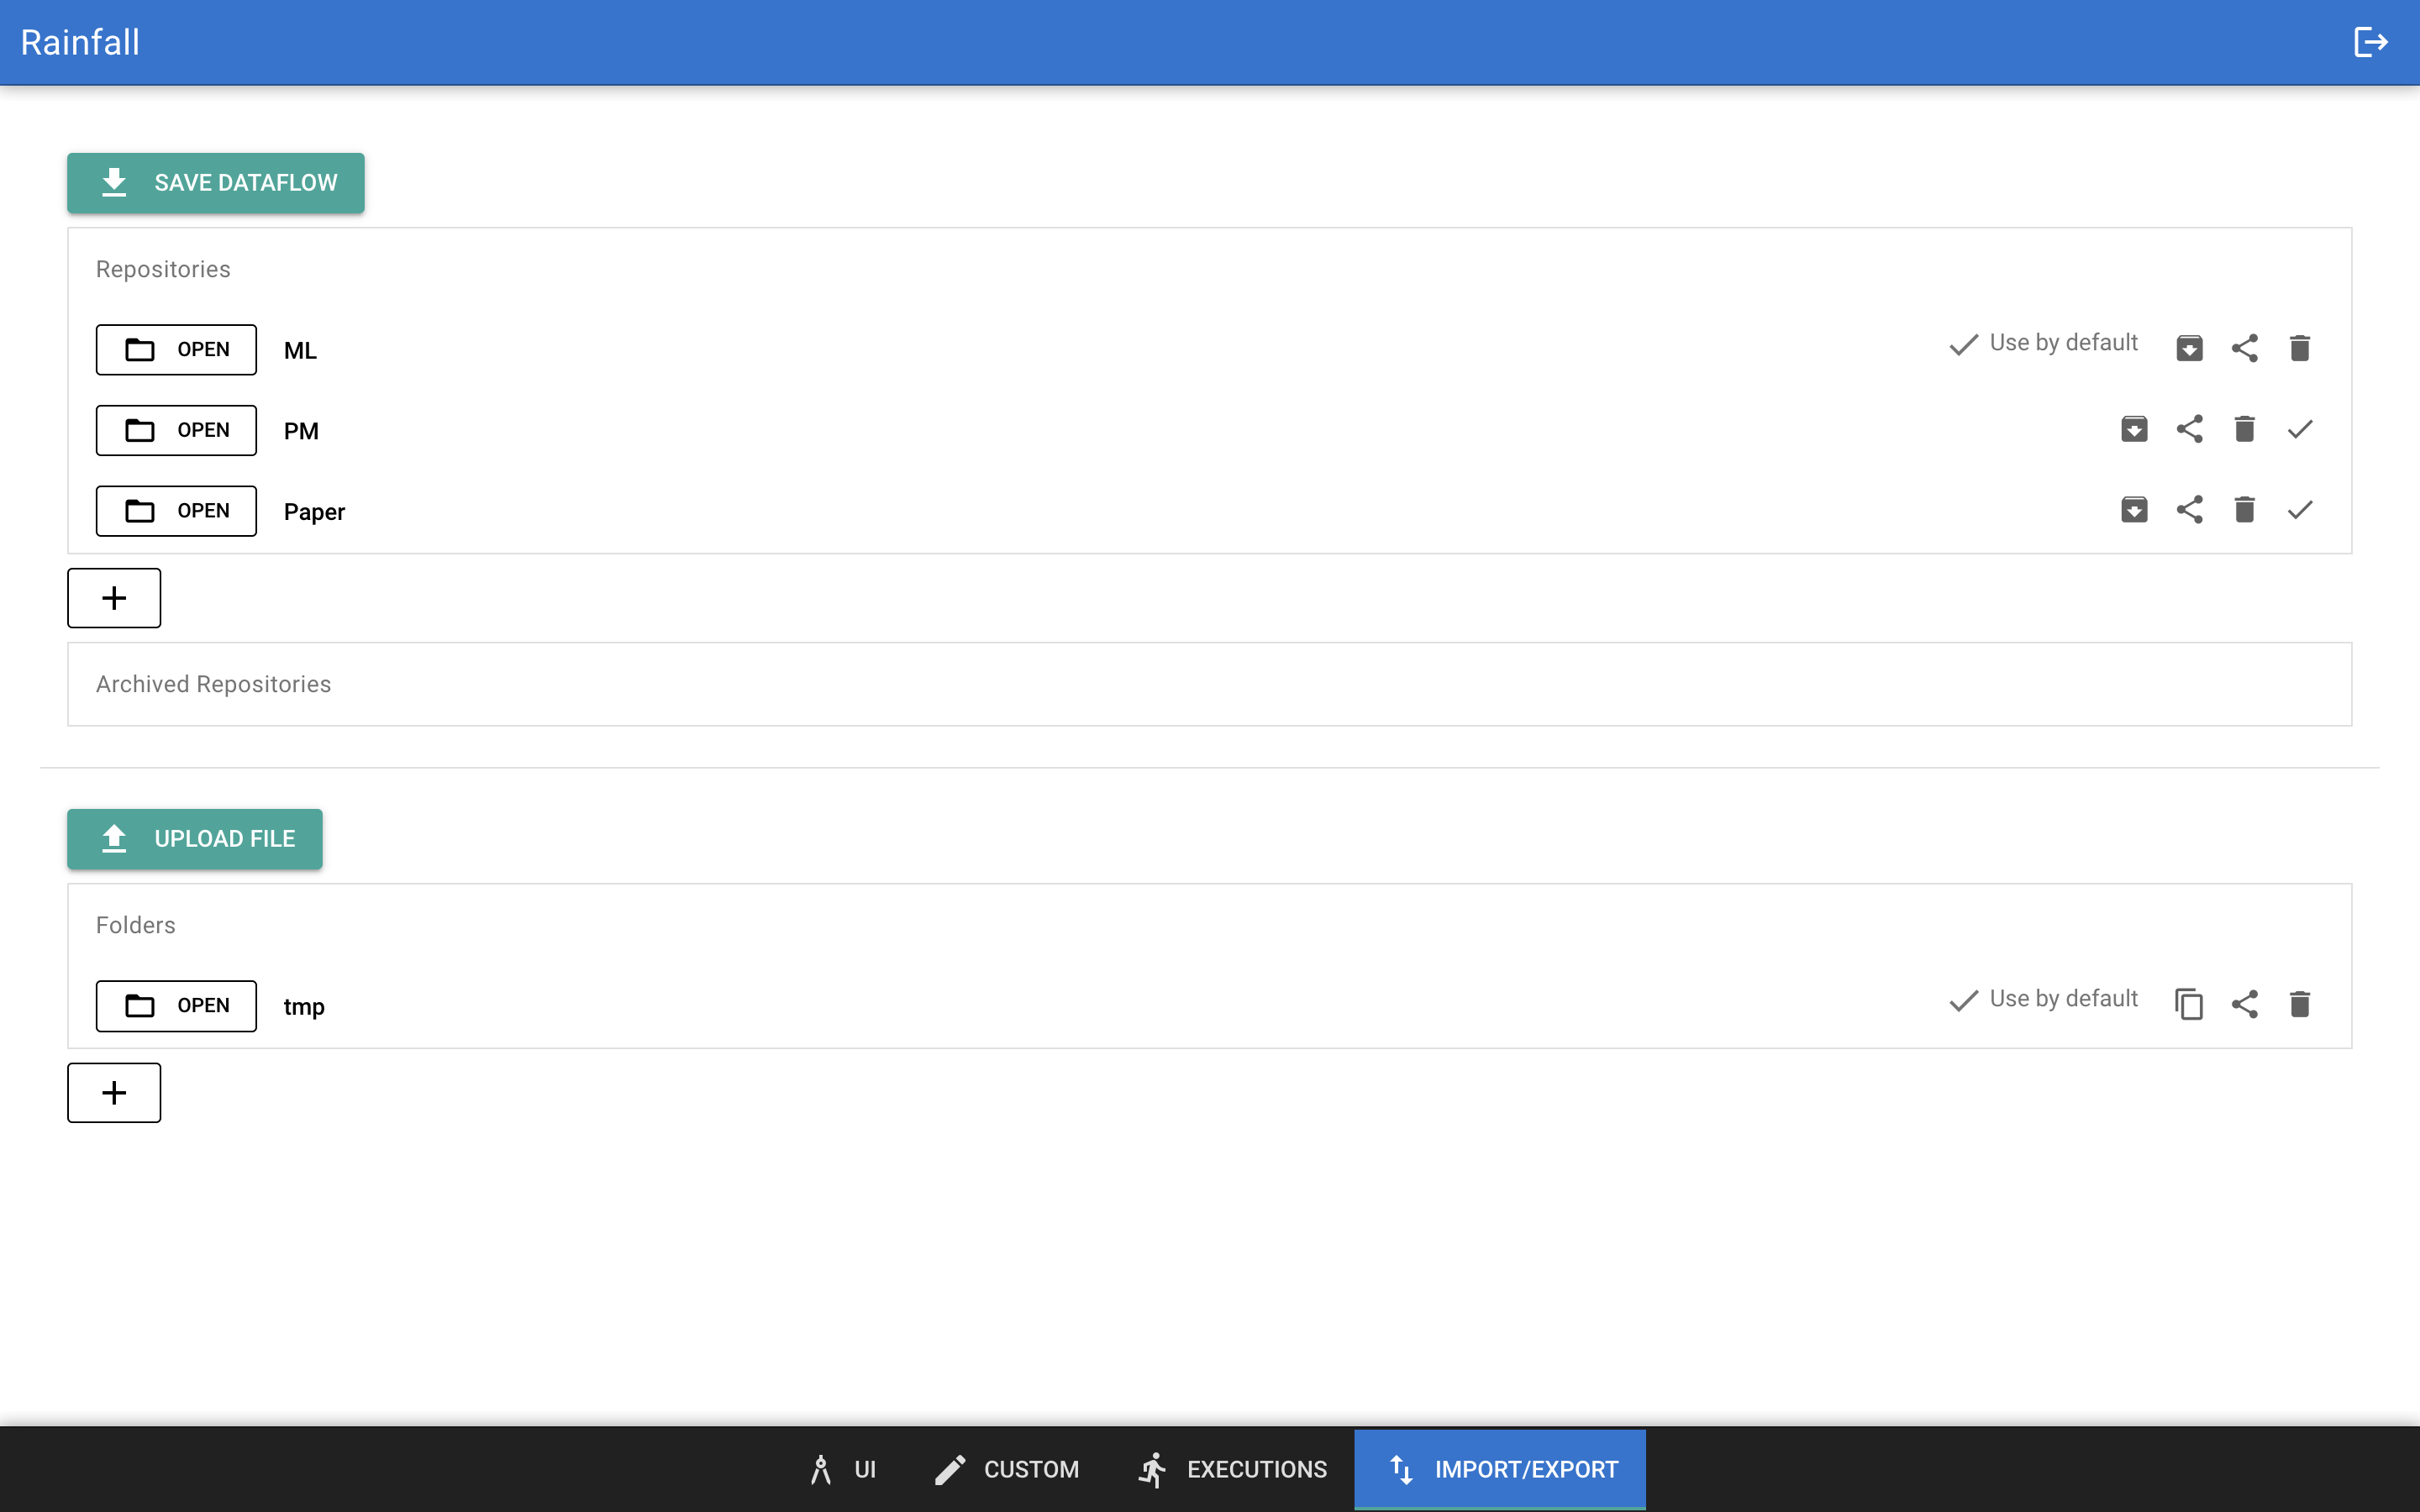 Rainfall
SAVE DATAFLOW
Repositories
OPEN ML Use by default
OPEN PM
OPEN Paper
Archived Repositories
UPLOAD FILE
Folders
OPEN tmp Use by default
UI CUSTOM EXECUTIONS IMPORT/EXPORT